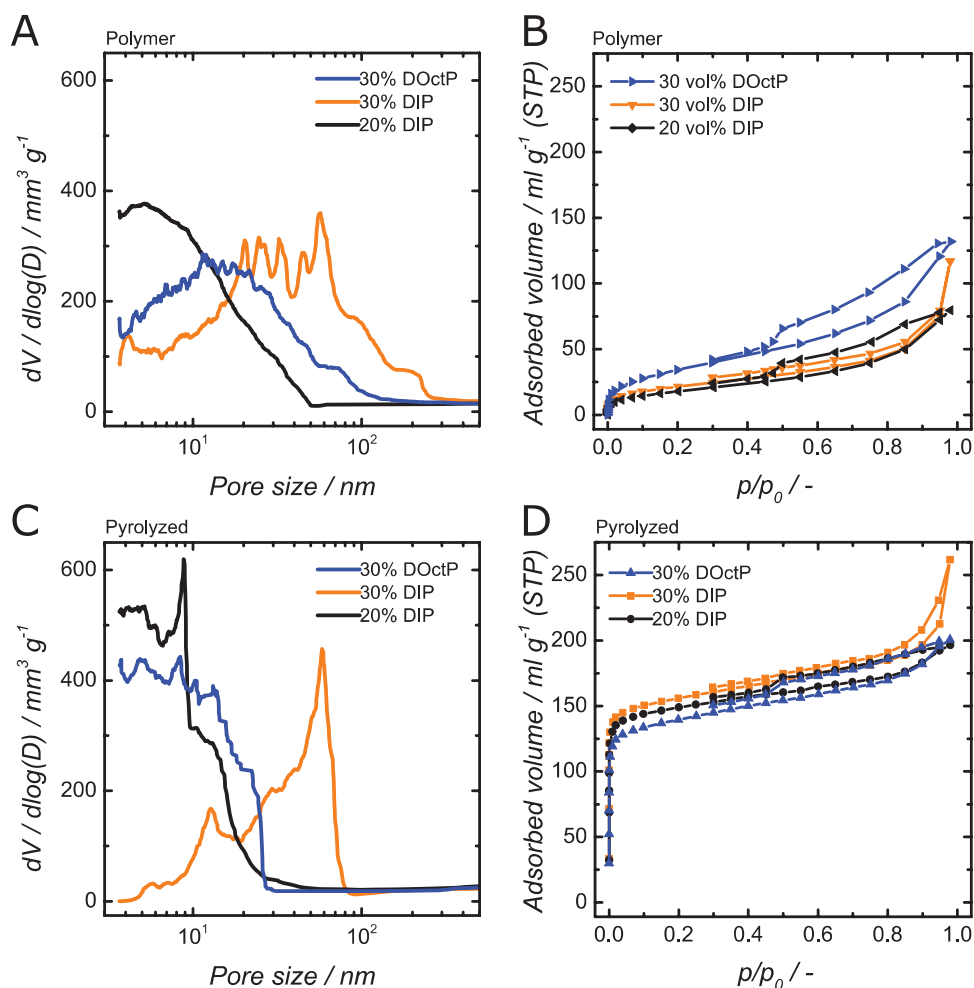 A
Polymer
600
400
200
0
dV / dlog(D) / mm³ g⁻¹
30% DOctP
30% DIP
20% DIP
10¹
10²
Pore size / nm
B
Polymer
250
200
150
100
50
0
Adsorbed volume / ml g⁻¹ (STP)
30 vol% DOctP
30 vol% DIP
20 vol% DIP
0.0 0.2 0.4 0.6 0.8 1.0
p/p₀ / -
C
Pyrolyzed
600
400
200
0
dV / dlog(D) / mm³ g⁻¹
30% DOctP
30% DIP
20% DIP
10¹
10²
Pore size / nm
D
Pyrolyzed
250
200
150
100
50
0
Adsorbed volume / ml g⁻¹ (STP)
30% DOctP
30% DIP
20% DIP
0.0 0.2 0.4 0.6 0.8 1.0
p/p₀ / -